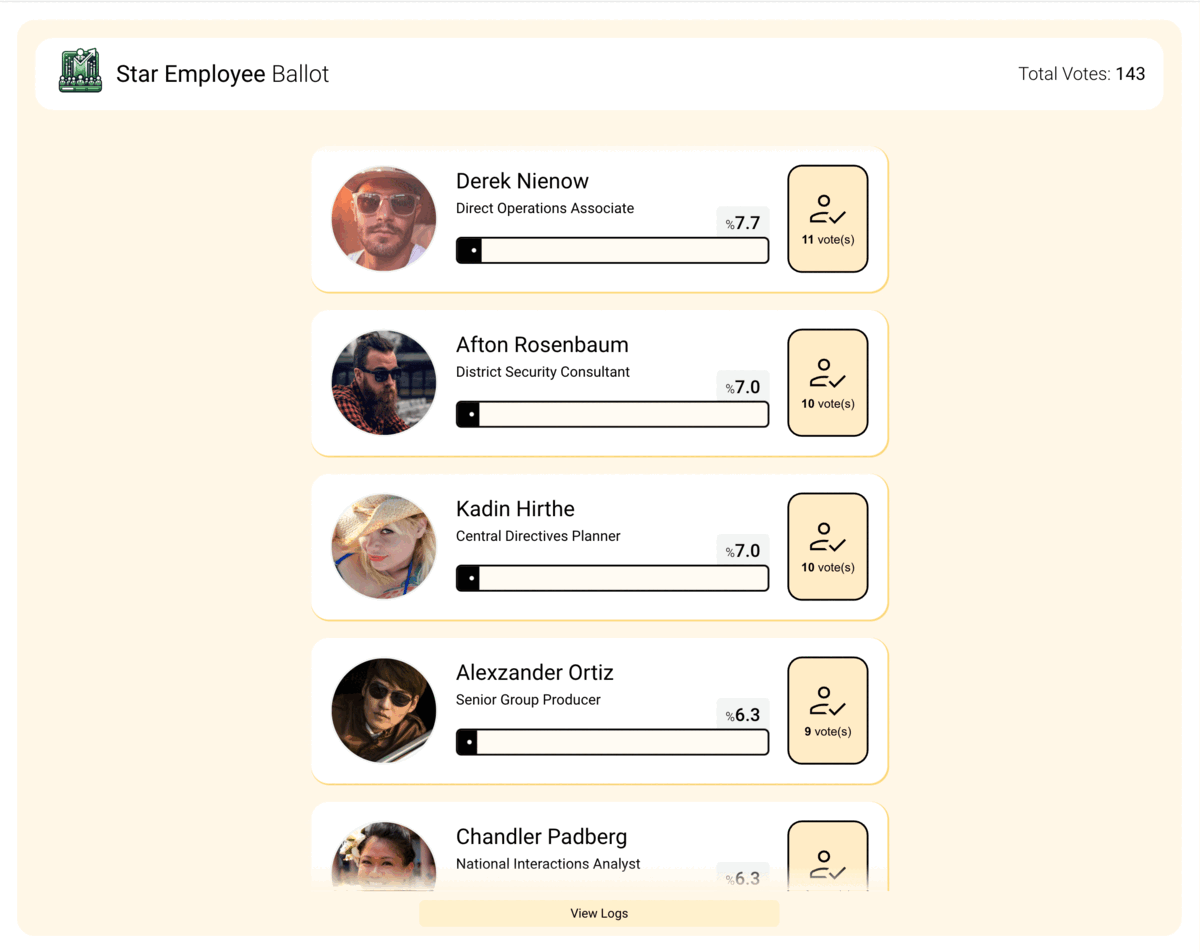 Star Employee Ballot
Total Votes: 143
Derek Nienow
Direct Operations Associate
%7.7
11 vote(s)
Afton Rosenbaum
District Security Consultant
%7.0
10 vote(s)
Kadin Hirthe
Central Directives Planner
%7.0
10 vote(s)
Alexzander Ortiz
Senior Group Producer
%6.3
9 vote(s)
Chandler Padberg
National Interactions Analyst
%6.3
View Logs